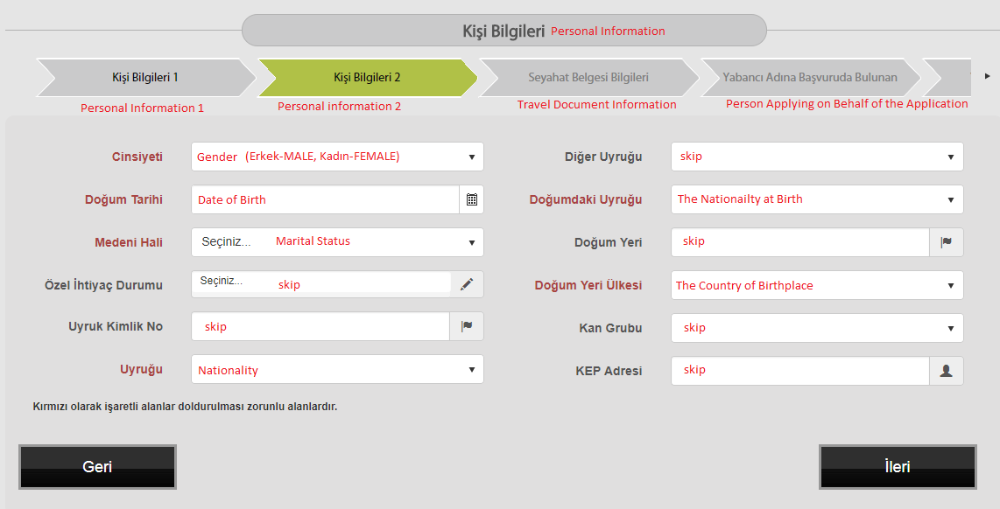 Kişi Bilgileri Personal Information
Kişi Bilgileri 1
Kişi Bilgileri 2
Seyahat Belgesi Bilgileri
Yabancı Adına Başvuruda Bulunan
Personal Information 1
Personal information 2
Travel Document Information
Person Applying on Behalf of the Application
Cinsiyeti Gender (Erkek-MALE, Kadın-FEMALE)
Diğer Uyruğu skip
Doğum Tarihi Date of Birth
Doğumdaki Uyruğu The Nationailty at Birth
Medeni Hali Seçiniz... Marital Status
Doğum Yeri skip
Özel İhtiyaç Durumu Seçiniz... skip
Doğum Yeri Ülkesi The Country of Birthplace
Uyruk Kimlik No skip
Kan Grubu skip
Uyruğu Nationality
KEP Adresi skip
Kırmızı olarak işaretli alanlar doldurulması zorunlu alanlardır.
Geri
İleri